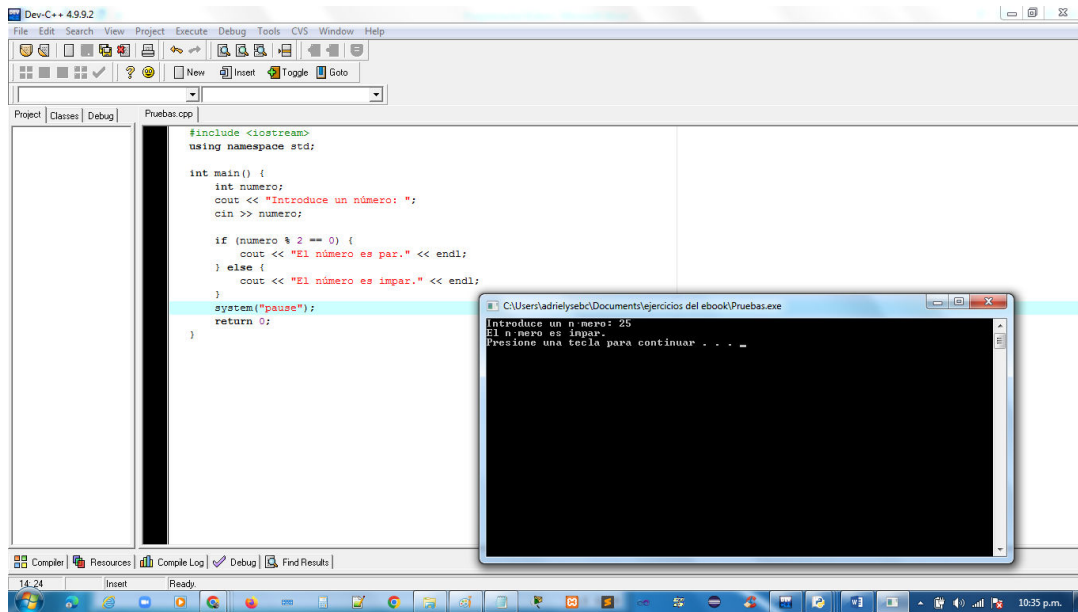 Dev-C++ 4.9.9.2
File Edit Search View Project Execute Debug Tools CVS Window Help
New Insert Toggle Goto
Project Classes Debug Pruebas.cpp
#include <iostream>
using namespace std;
int main() {
int numero;
cout << "Introduce un número: ";
cin >> numero;
if (numero % 2 == 0) {
cout << "El número es par." << endl;
} else {
cout << "El número es impar." << endl;
}
system("pause");
return 0;
}
C:\Users\adrielysebc\Documents\ejercicios del ebook\Pruebas.exe
Introduce un n·mero: 25
El n·mero es impar.
Presione una tecla para continuar . . . _
Compiler Resources Compile Log Debug Find Results
14: 24 Insert Ready.
10:35 p.m.